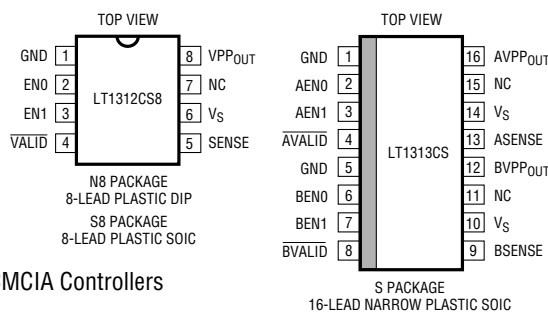 TOP VIEW
GND 1
EN0 2
EN1 3
VALID 4
LT1312CS8
8 VPPOUT
7 NC
6 VS
5 SENSE
N8 PACKAGE
8-LEAD PLASTIC DIP
S8 PACKAGE
8-LEAD PLASTIC SOIC
MCIA Controllers
TOP VIEW
GND 1
AEN0 2
AEN1 3
AVALID 4
GND 5
BEN0 6
BEN1 7
BVALID 8
LT1313CS
16 AVPPOUT
15 NC
14 VS
13 ASENSE
12 BVPPOUT
11 NC
10 VS
9 BSENSE
S PACKAGE
16-LEAD NARROW PLASTIC SOIC